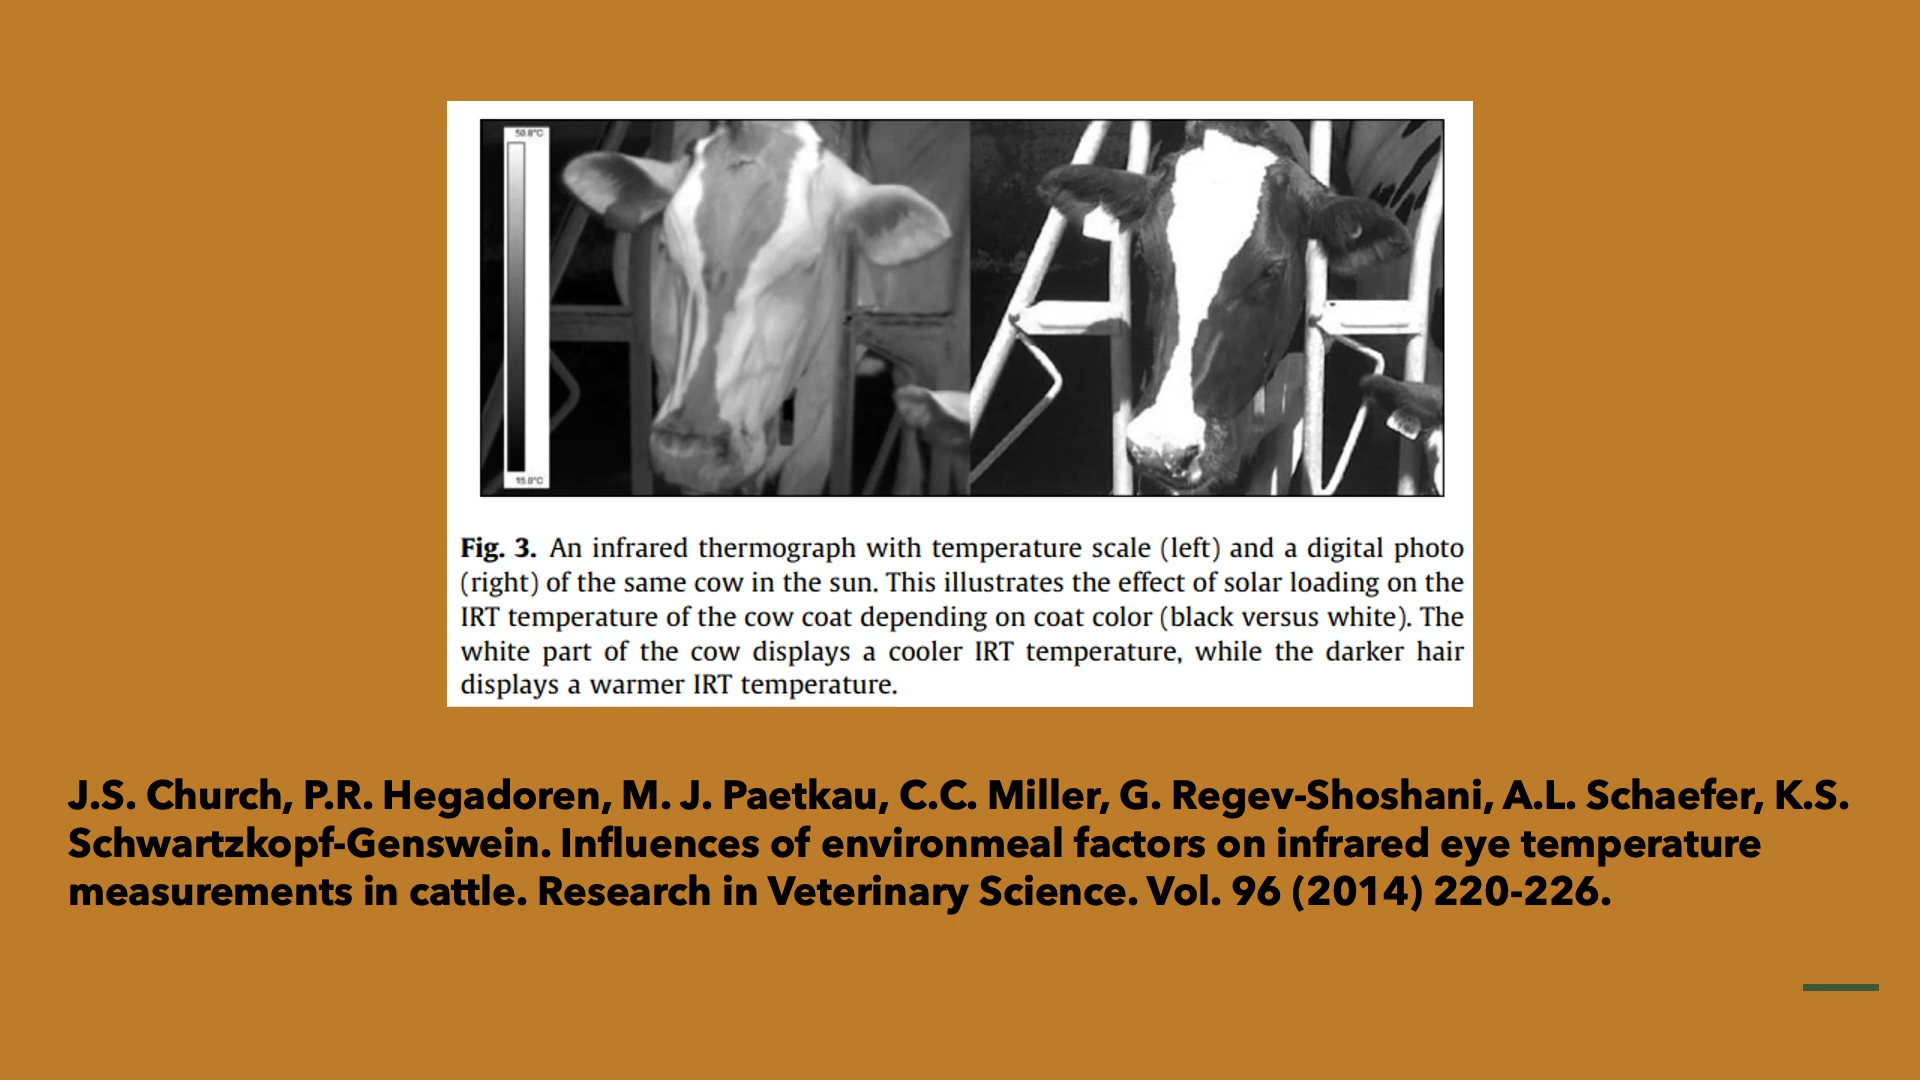 50.0°C
15.0°C
Fig. 3. An infrared thermograph with temperature scale (left) and a digital photo
(right) of the same cow in the sun. This illustrates the effect of solar loading on the
IRT temperature of the cow coat depending on coat color (black versus white). The
white part of the cow displays a cooler IRT temperature, while the darker hair
displays a warmer IRT temperature.
J.S. Church, P.R. Hegadoren, M. J. Paetkau, C.C. Miller, G. Regev-Shoshani, A.L. Schaefer, K.S.
Schwartzkopf-Genswein. Influences of environmeal factors on infrared eye temperature
measurements in cattle. Research in Veterinary Science. Vol. 96 (2014) 220-226.